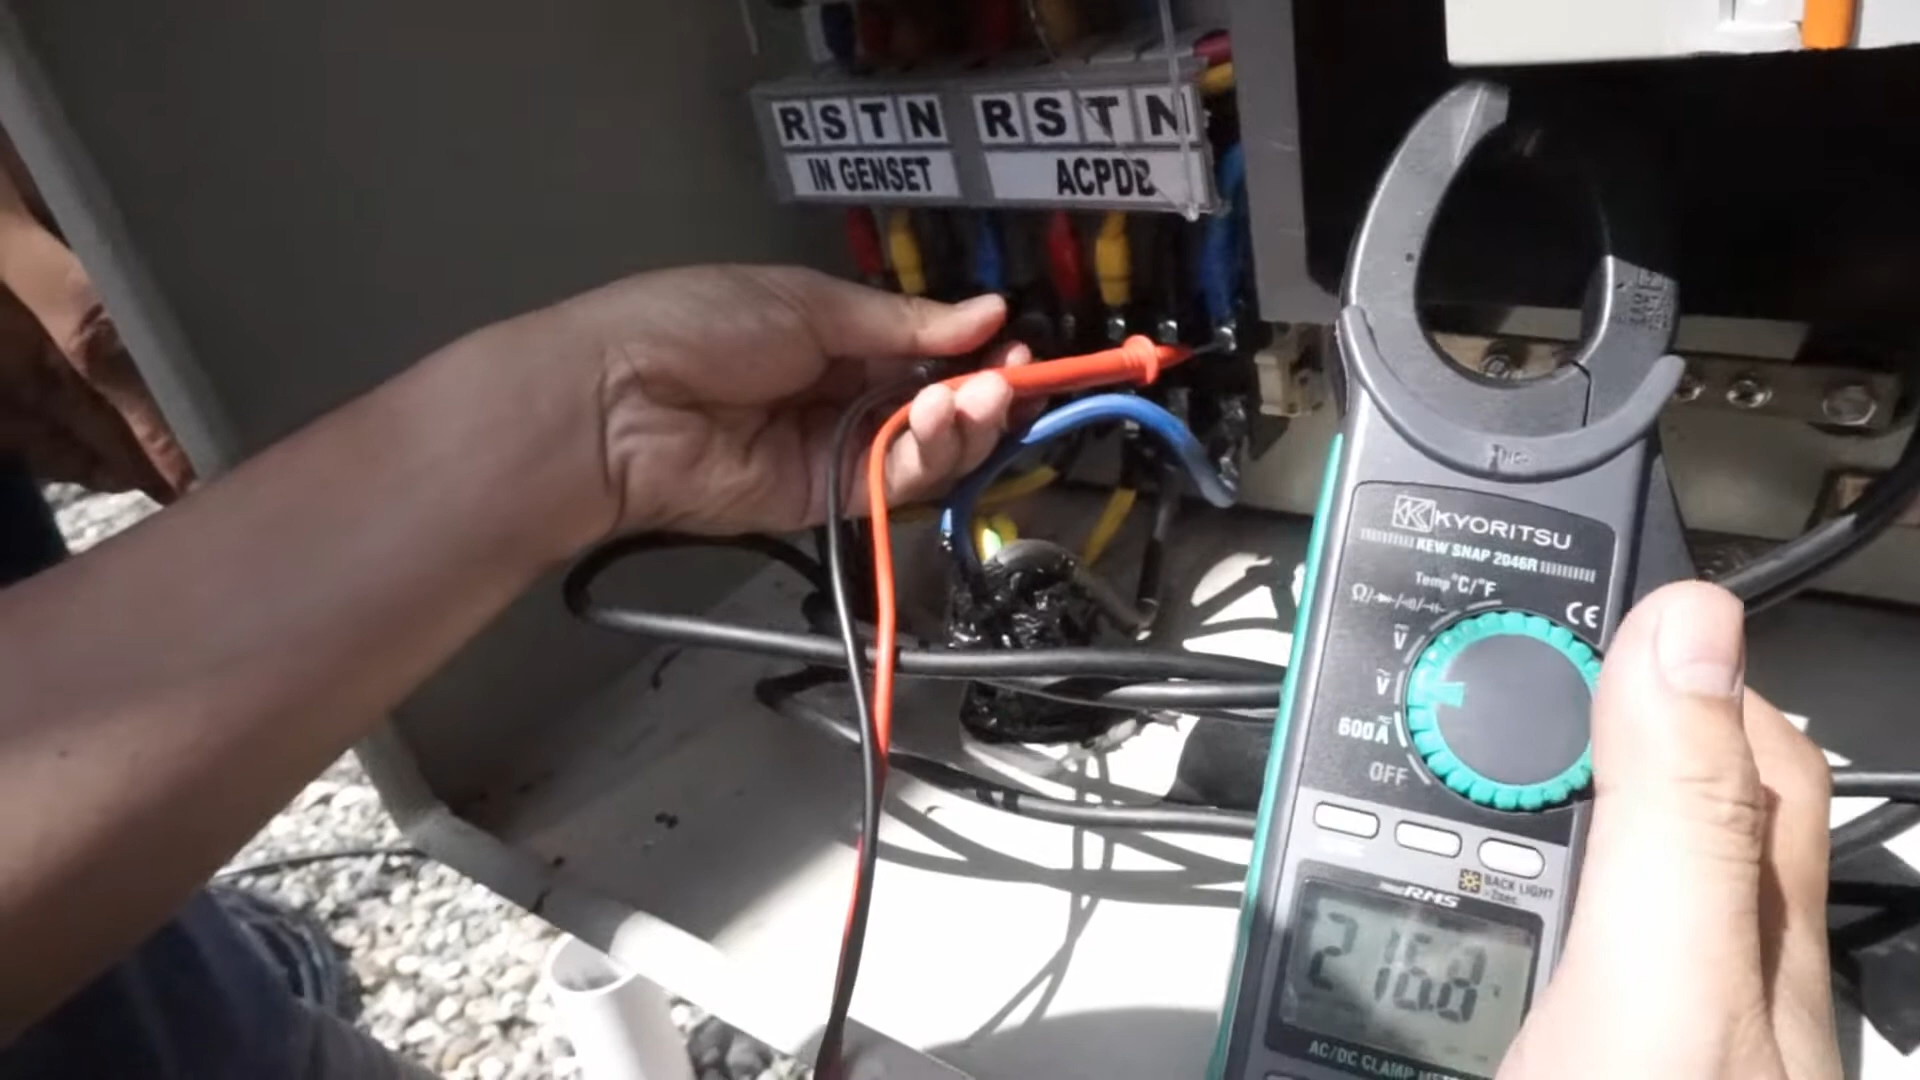 R S T N
IN GENSET
R S T N
ACPDB
KYORITSU
KEW SNAP 2046R
Temp °C/°F
CE
V
V
600A
OFF
BACK LIGHT
RMS
216.8
AC/DC CLAMP